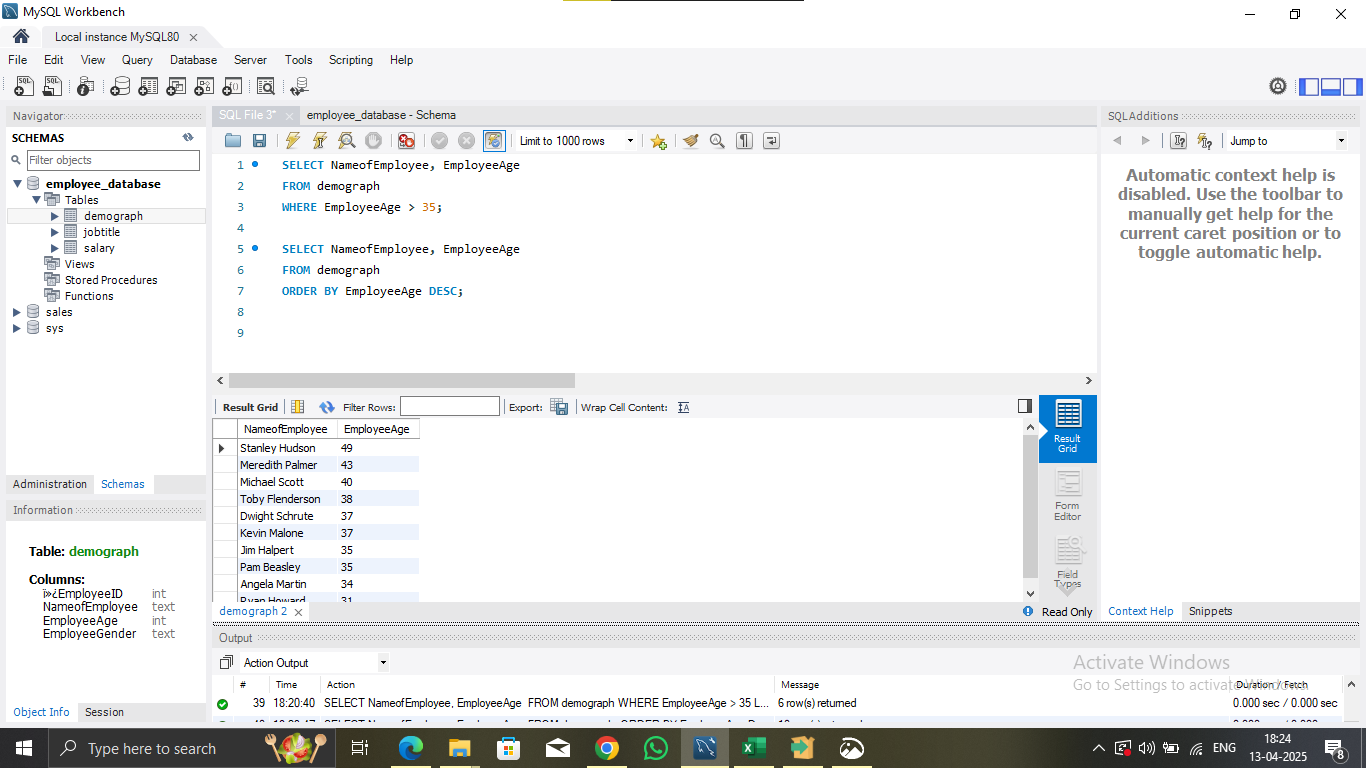 MySQL Workbench
Local instance MySQL80
File Edit View Query Database Server Tools Scripting Help
Navigator
SCHEMAS
Filter objects
employee_database
Tables
demograph
jobtitle
salary
Views
Stored Procedures
Functions
sales
sys
Administration Schemas
Information
Table: demograph
Columns:
ï»¿EmployeeID int
NameofEmployee text
EmployeeAge int
EmployeeGender text
Object Info Session
SQL File 3* employee_database - Schema
Limit to 1000 rows
1 SELECT NameofEmployee, EmployeeAge
2 FROM demograph
3 WHERE EmployeeAge > 35;
4
5 SELECT NameofEmployee, EmployeeAge
6 FROM demograph
7 ORDER BY EmployeeAge DESC;
8
9
Result Grid Filter Rows: Export: Wrap Cell Content:
NameofEmployee EmployeeAge
Stanley Hudson 49
Meredith Palmer 43
Michael Scott 40
Toby Flenderson 38
Dwight Schrute 37
Kevin Malone 37
Jim Halpert 35
Pam Beasley 35
Angela Martin 34
Ryan Howard 31
Result
Grid
Form
Editor
Field
Types
demograph 2 Read Only
SQLAdditions
Jump to
Automatic context help is
disabled. Use the toolbar to
manually get help for the
current caret position or to
toggle automatic help.
Context Help Snippets
Output
Action Output
# Time Action Message Duration / Fetch
39 18:20:40 SELECT NameofEmployee, EmployeeAge FROM demograph WHERE EmployeeAge > 35 L... 6 row(s) returned 0.000 sec / 0.000 sec
Activate Windows
Go to Settings to activate Windows.
Type here to search
ENG
18:24
13-04-2025
8